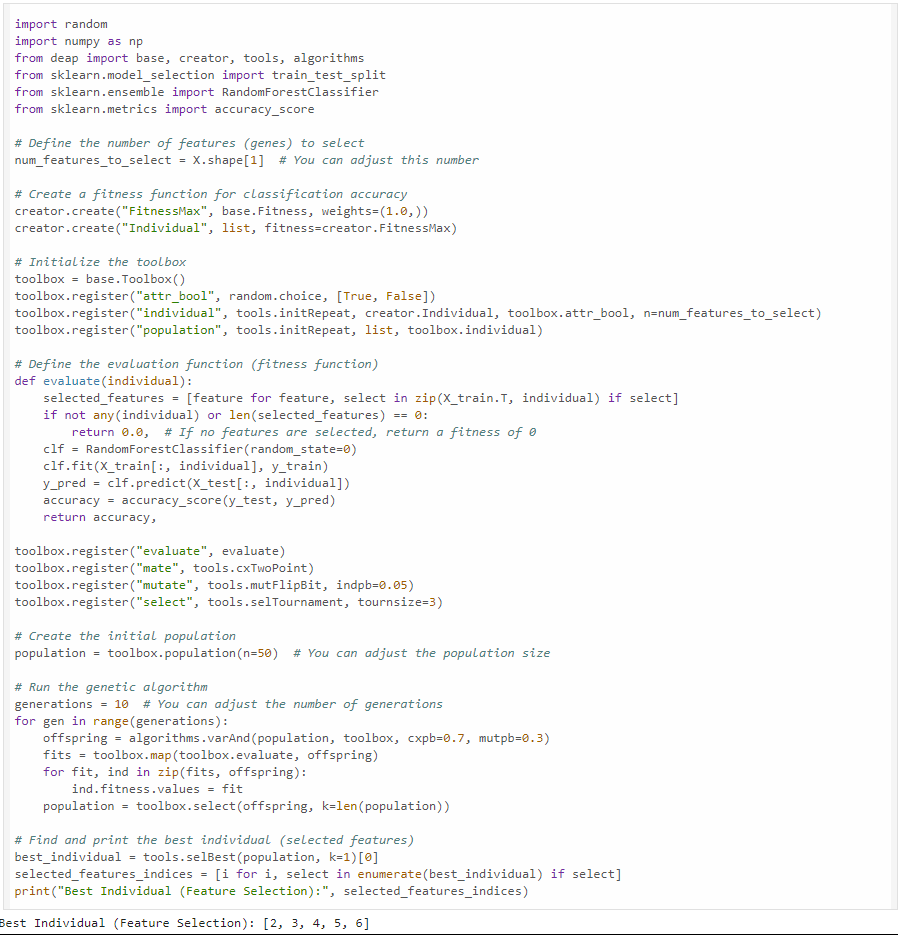 import random
import numpy as np
from deap import base, creator, tools, algorithms
from sklearn.model_selection import train_test_split
from sklearn.ensemble import RandomForestClassifier
from sklearn.metrics import accuracy_score

# Define the number of features (genes) to select
num_features_to_select = X.shape[1]  # You can adjust this number

# Create a fitness function for classification accuracy
creator.create("FitnessMax", base.Fitness, weights=(1.0,))
creator.create("Individual", list, fitness=creator.FitnessMax)

# Initialize the toolbox
toolbox = base.Toolbox()
toolbox.register("attr_bool", random.choice, [True, False])
toolbox.register("individual", tools.initRepeat, creator.Individual, toolbox.attr_bool, n=num_features_to_select)
toolbox.register("population", tools.initRepeat, list, toolbox.individual)

# Define the evaluation function (fitness function)
def evaluate(individual):
    selected_features = [feature for feature, select in zip(X_train.T, individual) if select]
    if not any(individual) or len(selected_features) == 0:
        return 0.0,  # If no features are selected, return a fitness of 0
    clf = RandomForestClassifier(random_state=0)
    clf.fit(X_train[:, individual], y_train)
    y_pred = clf.predict(X_test[:, individual])
    accuracy = accuracy_score(y_test, y_pred)
    return accuracy,

toolbox.register("evaluate", evaluate)
toolbox.register("mate", tools.cxTwoPoint)
toolbox.register("mutate", tools.mutFlipBit, indpb=0.05)
toolbox.register("select", tools.selTournament, tournsize=3)

# Create the initial population
population = toolbox.population(n=50)  # You can adjust the population size

# Run the genetic algorithm
generations = 10  # You can adjust the number of generations
for gen in range(generations):
    offspring = algorithms.varAnd(population, toolbox, cxpb=0.7, mutpb=0.3)
    fits = toolbox.map(toolbox.evaluate, offspring)
    for fit, ind in zip(fits, offspring):
        ind.fitness.values = fit
    population = toolbox.select(offspring, k=len(population))

# Find and print the best individual (selected features)
best_individual = tools.selBest(population, k=1)[0]
selected_features_indices = [i for i, select in enumerate(best_individual) if select]
print("Best Individual (Feature Selection):", selected_features_indices)
Best Individual (Feature Selection): [2, 3, 4, 5, 6]